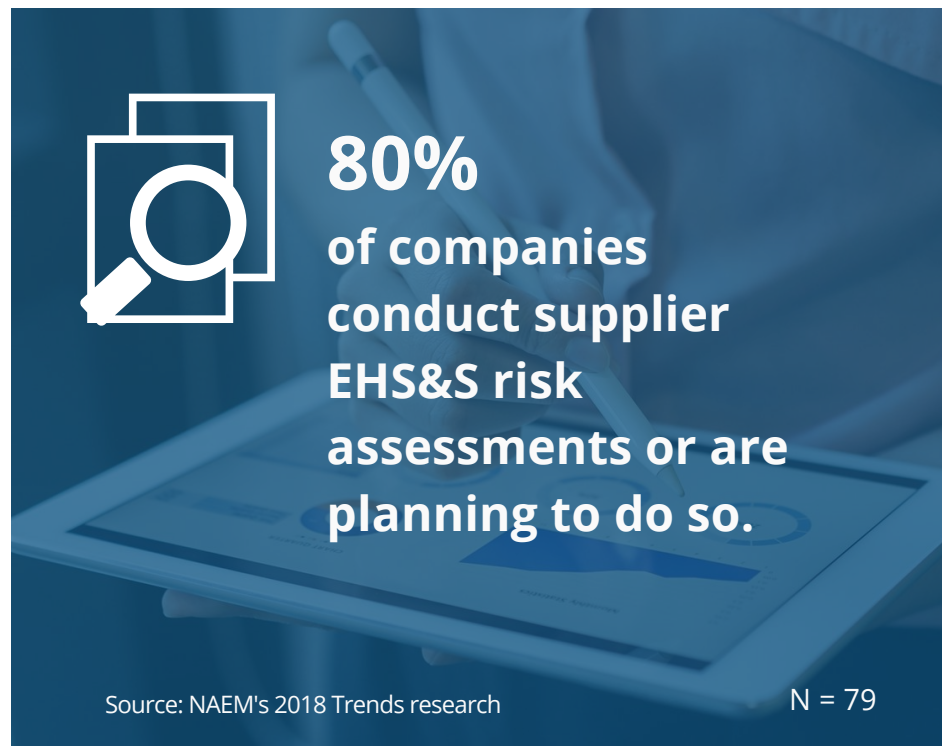 80%
of companies
conduct supplier
EHS&S risk
assessments or are
planning to do so.
Source: NAEM's 2018 Trends research
N = 79